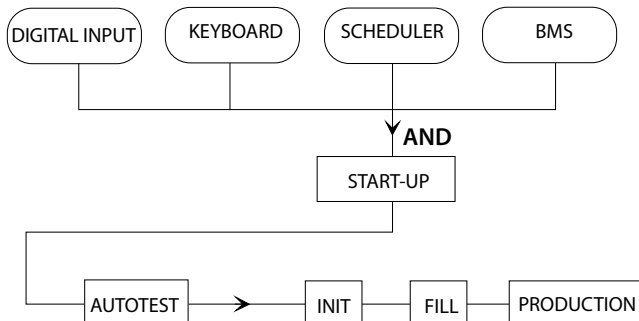 DIGITAL INPUT
KEYBOARD
SCHEDULER
BMS
AND
START-UP
AUTOTEST
INIT
FILL
PRODUCTION